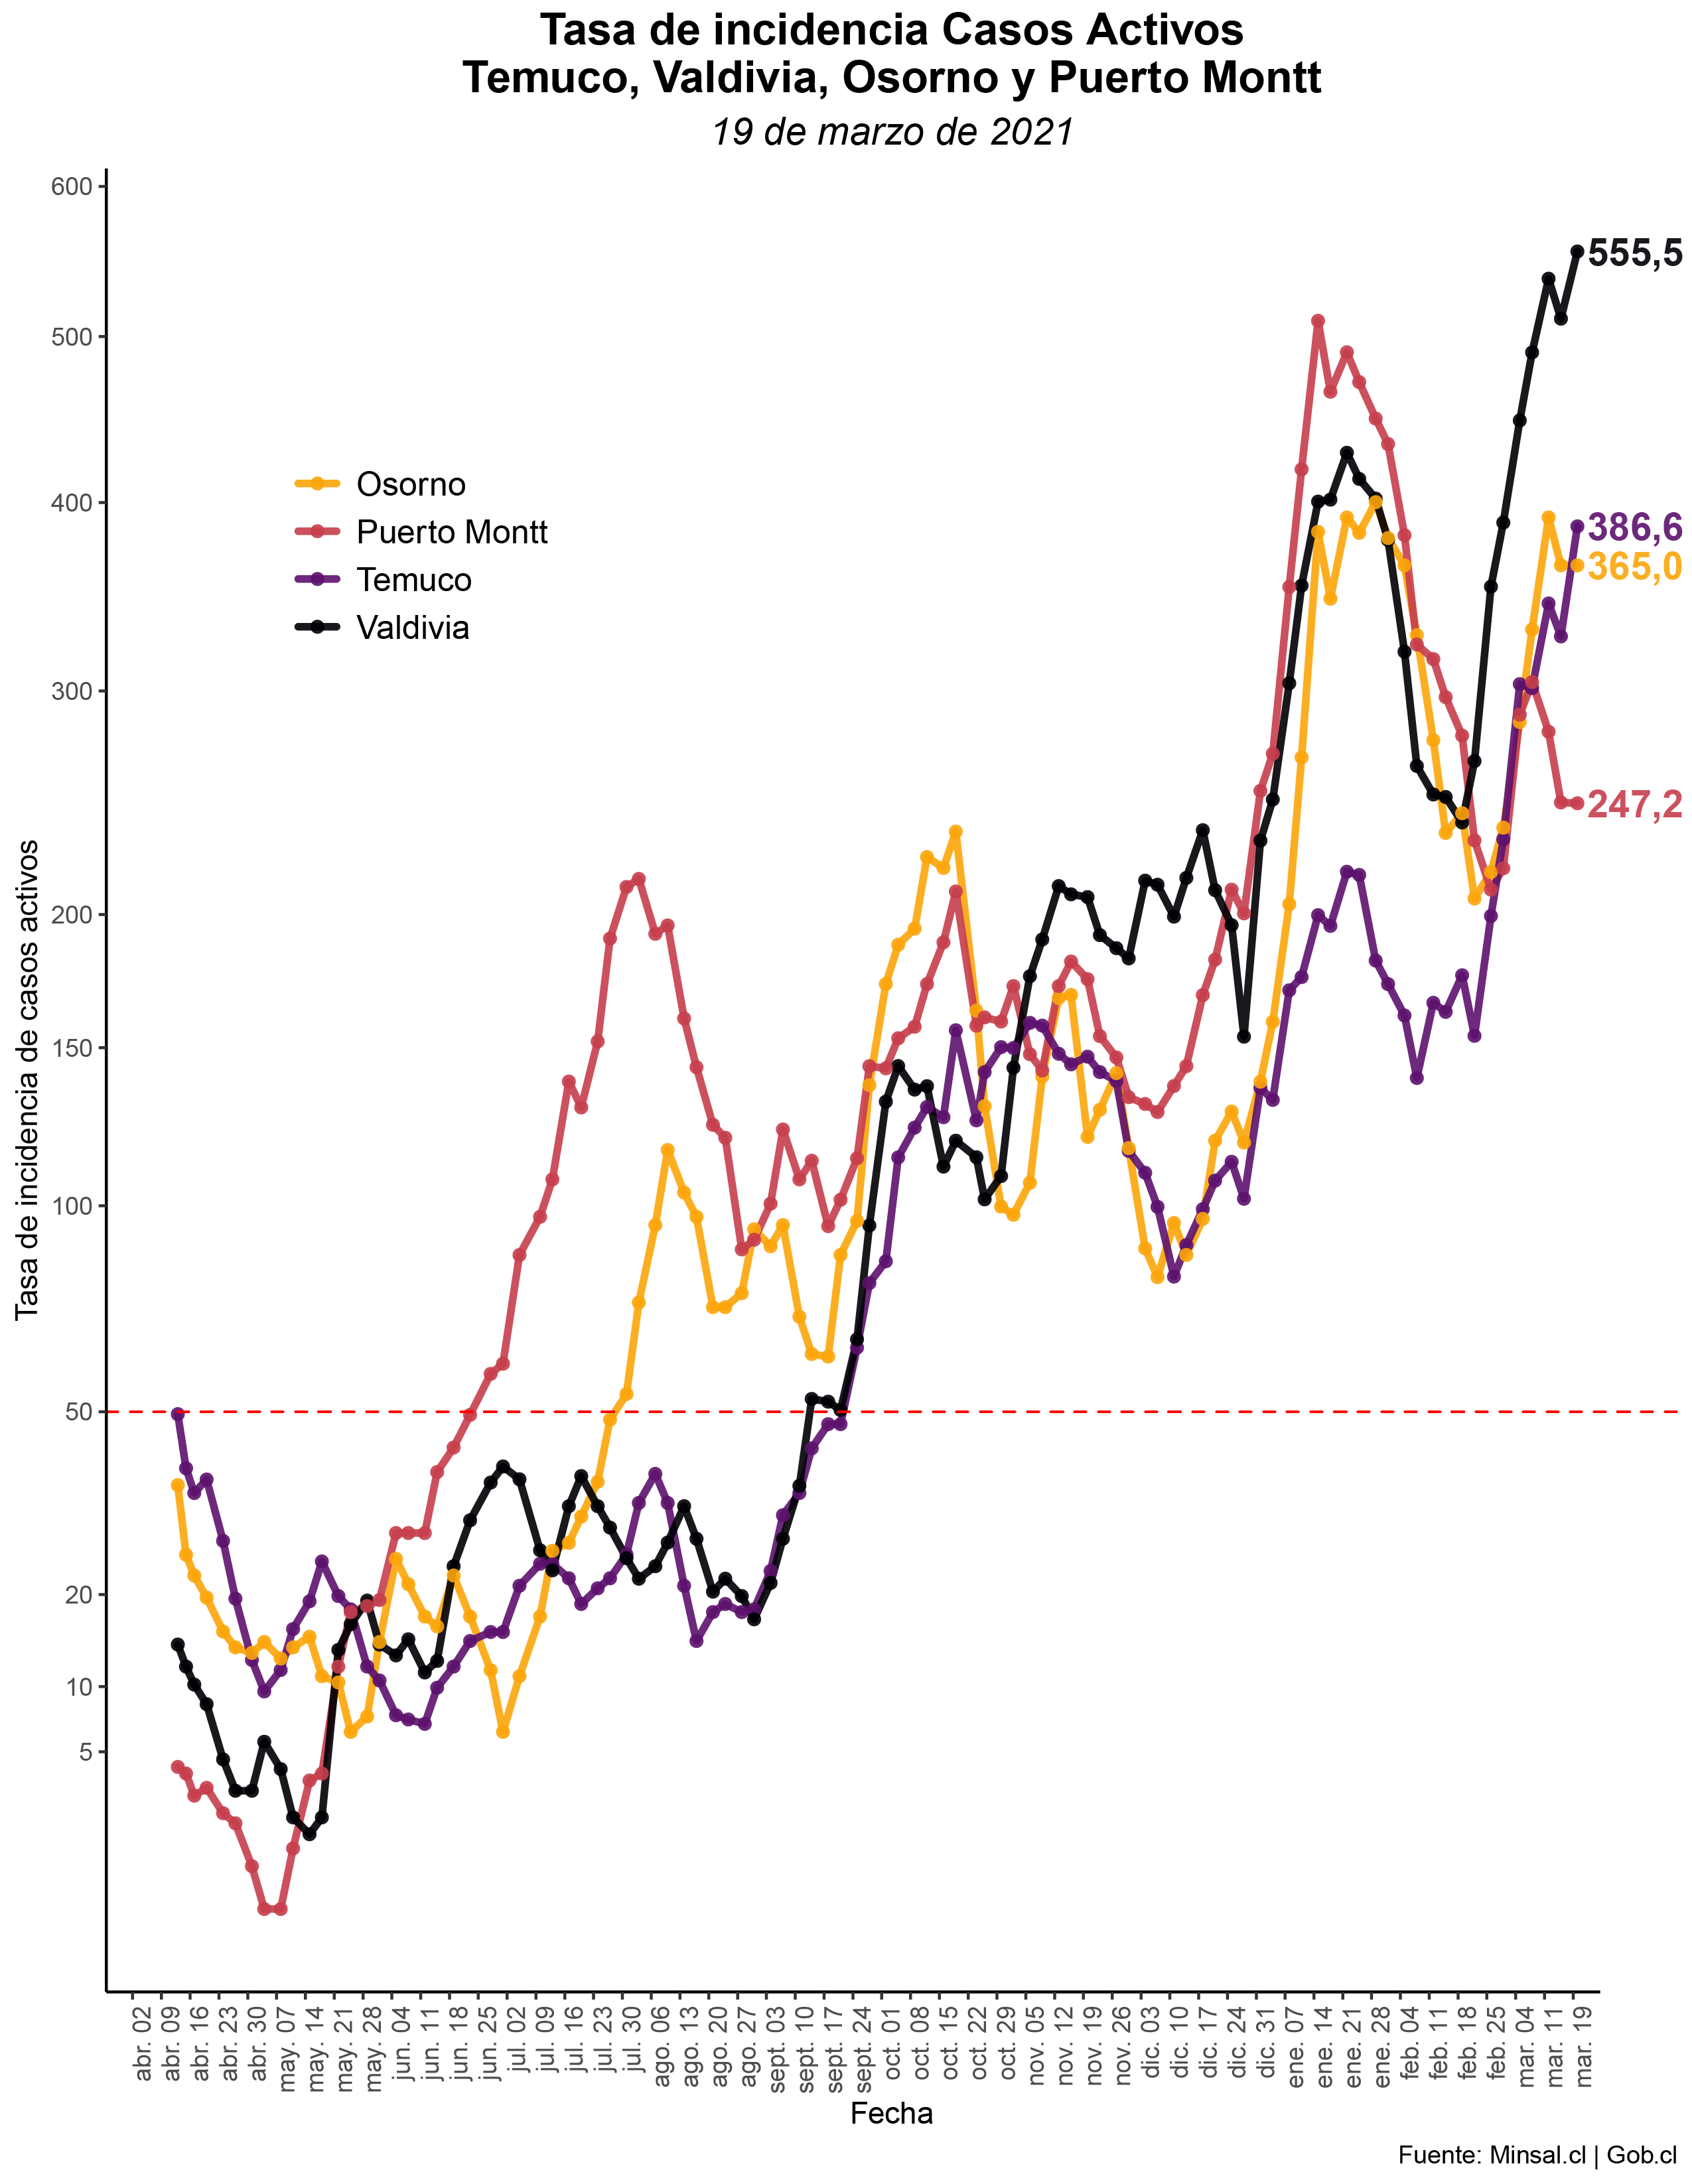 Tasa de incidencia Casos Activos
Temuco, Valdivia, Osorno y Puerto Montt
19 de marzo de 2021
Tasa de incidencia de casos activos
600
500
400
300
200
150
100
50
20
10
5
Osorno
Puerto Montt
Temuco
Valdivia
555,5
386,6
365,0
247,2
abr. 02
abr. 09
abr. 16
abr. 23
abr. 30
may. 07
may. 14
may. 21
may. 28
jun. 04
jun. 11
jun. 18
jun. 25
jul. 02
jul. 09
jul. 16
jul. 23
jul. 30
ago. 06
ago. 13
ago. 20
ago. 27
sept. 03
sept. 10
sept. 17
sept. 24
oct. 01
oct. 08
oct. 15
oct. 22
oct. 29
nov. 05
nov. 12
nov. 19
nov. 26
dic. 03
dic. 10
dic. 17
dic. 24
dic. 31
ene. 07
ene. 14
ene. 21
ene. 28
feb. 04
feb. 11
feb. 18
feb. 25
mar. 04
mar. 11
mar. 19
Fecha
Fuente: Minsal.cl | Gob.cl